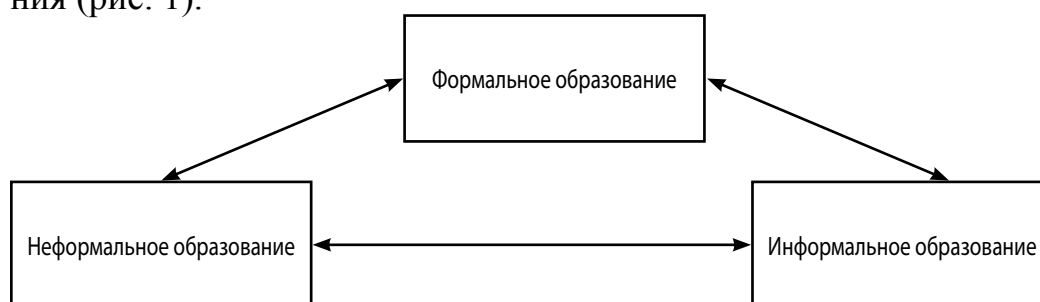 ния (рис. 1).
Формальное образование
Неформальное образование
Информальное образование